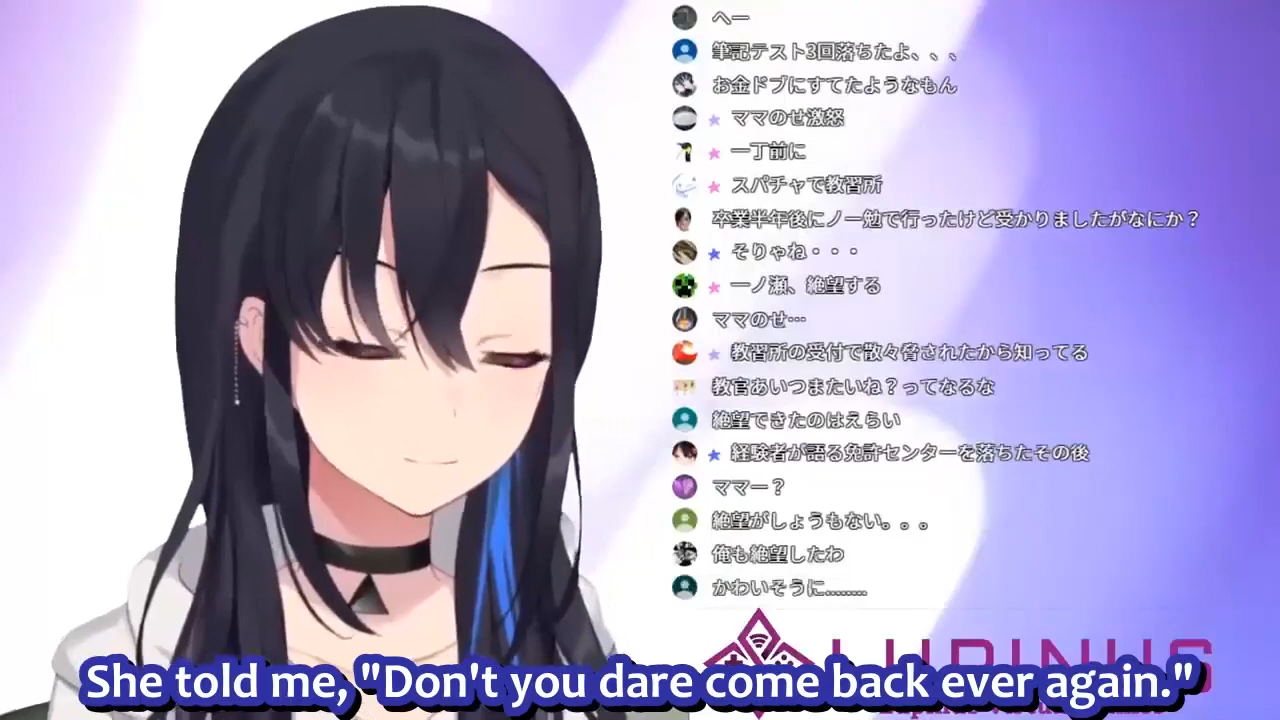 へー
筆記テスト3回落ちたよ、、、
お金ドブにすてたようなもん
ママのせ激怒
一丁前に
スパチャで教習所
卒業半年後にノー勉で行ったけど受かりましたがなにか？
そりゃね・・・
一ノ瀬、絶望する
ママのせ…
教習所の受付で散々脅されたから知ってる
教官あいつまたいね？ってなるな
絶望できたのはえらい
経験者が語る免許センターを落ちたその後
ママー？
絶望がしょうもない。。。
俺も絶望したわ
かわいそうに........
LUPINUS
She told me, "Don't you dare come back ever again."